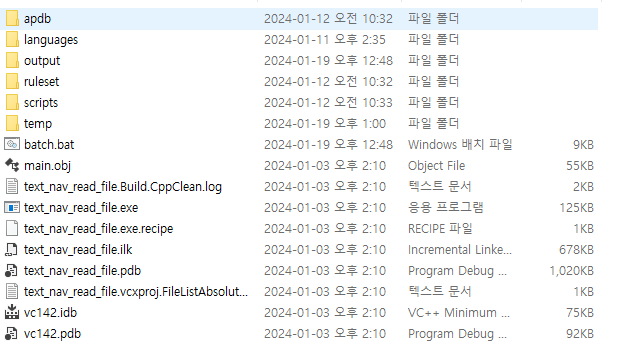 apdb 2024-01-12 오전 10:32 파일 폴더
languages 2024-01-11 오후 2:35 파일 폴더
output 2024-01-19 오후 12:48 파일 폴더
ruleset 2024-01-12 오전 10:32 파일 폴더
scripts 2024-01-12 오전 10:33 파일 폴더
temp 2024-01-19 오후 1:00 파일 폴더
batch.bat 2024-01-19 오후 12:48 Windows 배치 파일 9KB
main.obj 2024-01-03 오후 2:10 Object File 55KB
text_nav_read_file.Build.CppClean.log 2024-01-03 오후 2:10 텍스트 문서 2KB
text_nav_read_file.exe 2024-01-03 오후 2:10 응용 프로그램 125KB
text_nav_read_file.exe.recipe 2024-01-03 오후 2:10 RECIPE 파일 1KB
text_nav_read_file.ilk 2024-01-03 오후 2:10 Incremental Linke... 678KB
text_nav_read_file.pdb 2024-01-03 오후 2:10 Program Debug ... 1,020KB
text_nav_read_file.vcxproj.FileListAbsolut... 2024-01-03 오후 2:10 텍스트 문서 1KB
vc142.idb 2024-01-03 오후 2:10 VC++ Minimum ... 75KB
vc142.pdb 2024-01-03 오후 2:10 Program Debug ... 92KB